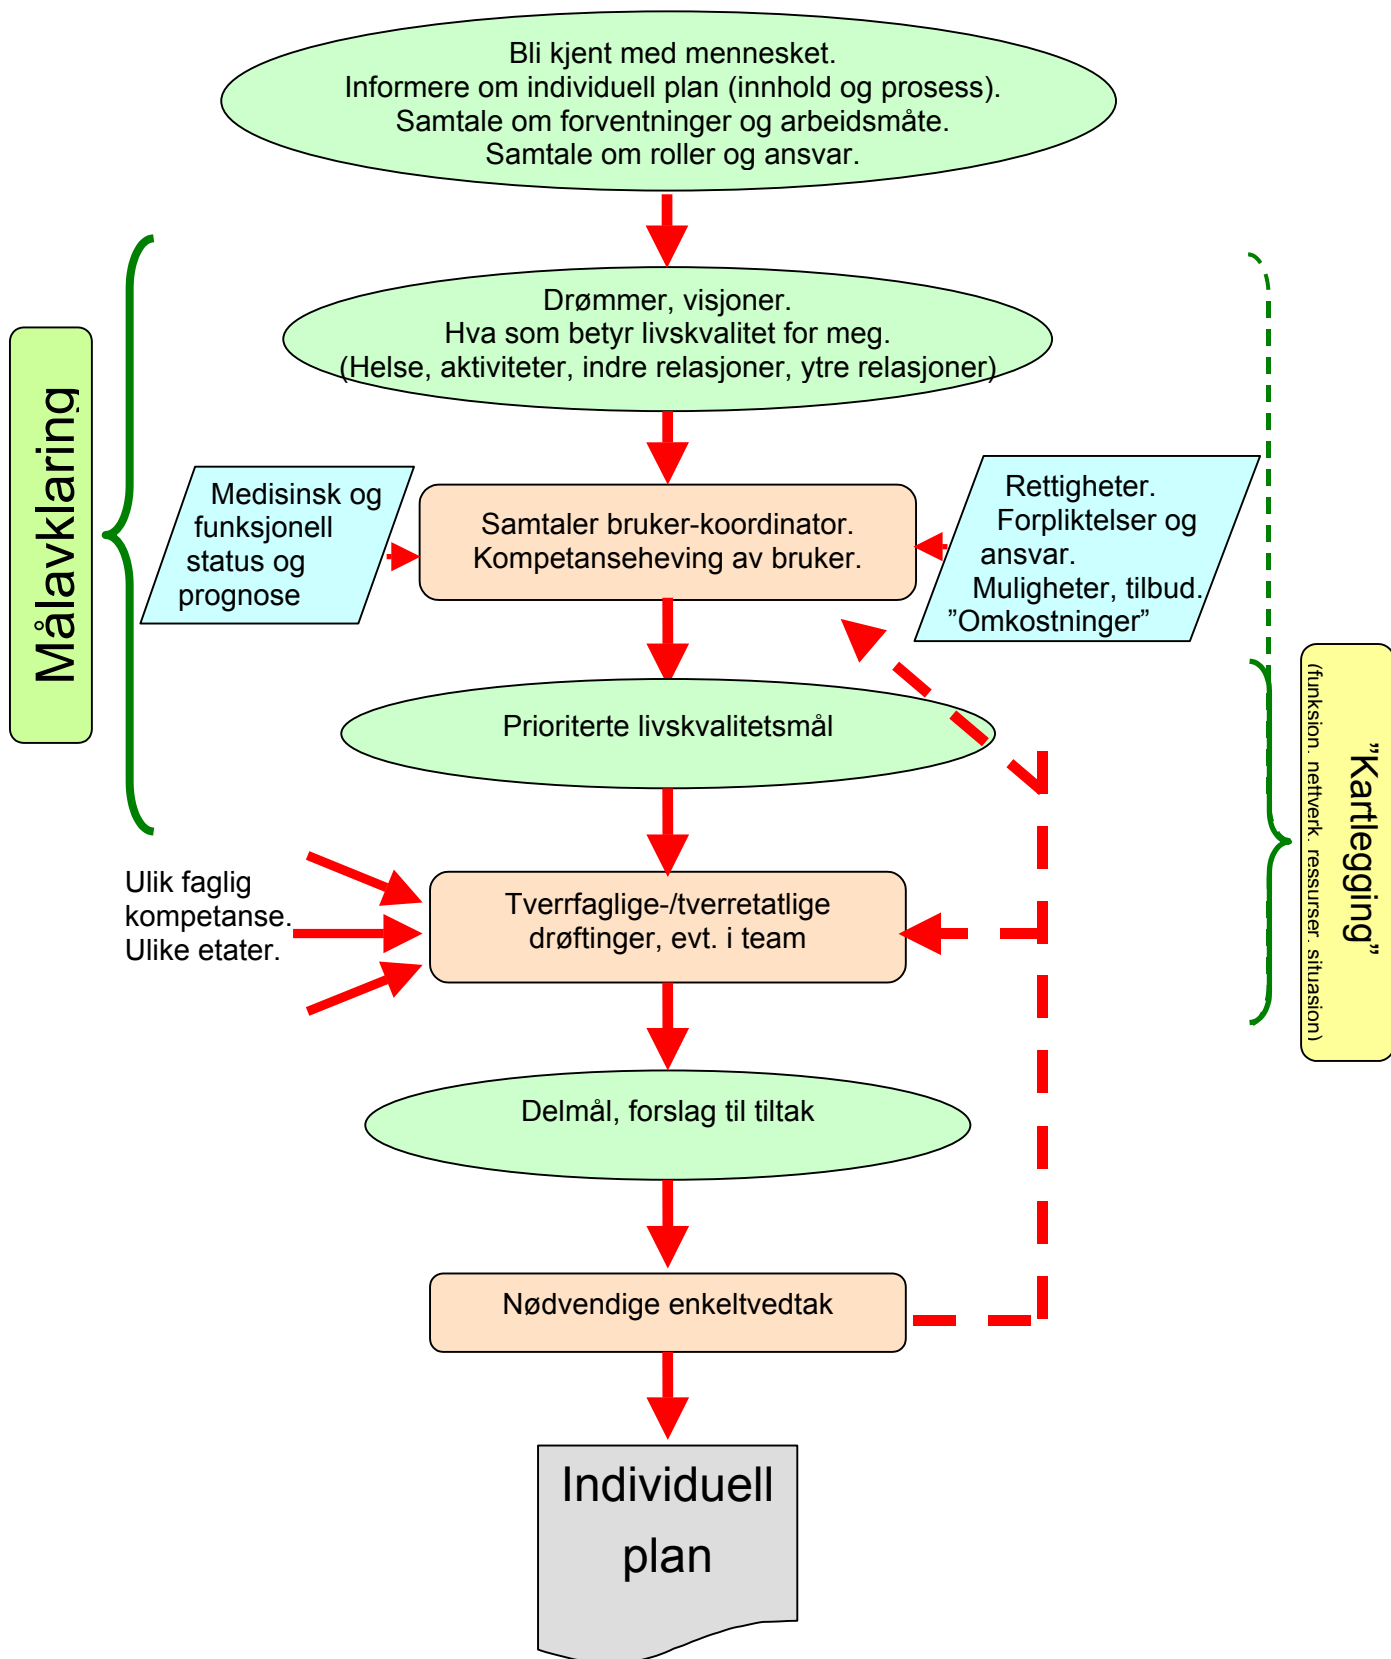 Bli kjent med mennesket.
Informere om individuell plan (innhold og prosess).
Samtale om forventninger og arbeidsmåte.
Samtale om roller og ansvar.
Drømmer, visjoner.
Hva som betyr livskvalitet for meg.
(Helse, aktiviteter, indre relasjoner, ytre relasjoner)
Målavklaring
Medisinsk og
funksjonell
status og
prognose
Samtaler bruker-koordinator.
Kompetanseheving av bruker.
Rettigheter.
Forpliktelser og
ansvar.
Muligheter, tilbud.
”Omkostninger”
Prioriterte livskvalitetsmål
”Kartlegging”
(funksjon, nettverk, ressurser, situasjon)
Ulik faglig
kompetanse.
Ulike etater.
Tverrfaglige-/tverretatlige
drøftinger, evt. i team
Delmål, forslag til tiltak
Nødvendige enkeltvedtak
Individuell
plan